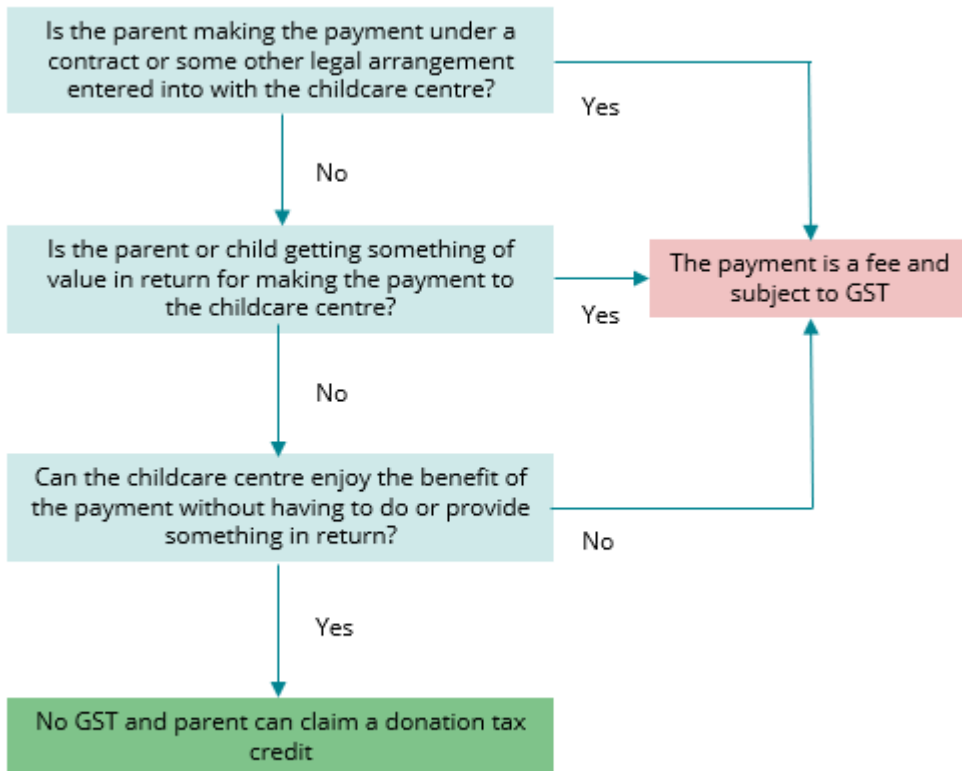 Is the parent making the payment under a
contract or some other legal arrangement
entered into with the childcare centre?
Yes
No
Is the parent or child getting something of
value in return for making the payment to
the childcare centre?
The payment is a fee and
subject to GST
Yes
No
Can the childcare centre enjoy the benefit of
the payment without having to do or provide
something in return?
No
Yes
No GST and parent can claim a donation tax
credit